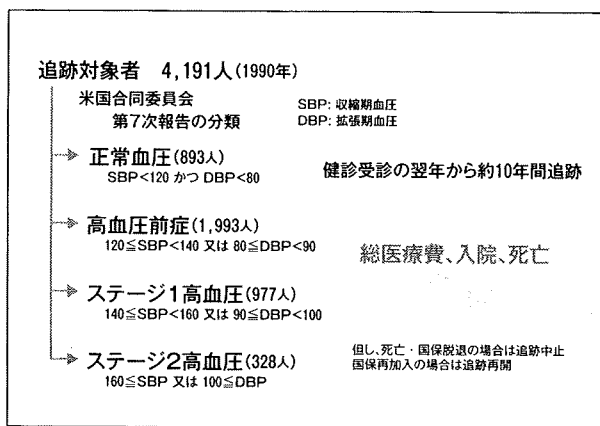 追跡対象者 4,191人(1990年)
米国合同委員会
第7次報告の分類
SBP: 収縮期血圧
DBP: 拡張期血圧
正常血圧(893人)
SBP<120 かつ DBP<80
健診受診の翌年から約10年間追跡
高血圧前症(1,993人)
120≦SBP<140 又は 80≦DBP<90
総医療費、入院、死亡
ステージ1高血圧(977人)
140≦SBP<160 又は 90≦DBP<100
ステージ2高血圧(328人)
160≦SBP 又は 100≦DBP
但し、死亡・国保脱退の場合は追跡中止
国保再加入の場合は追跡再開